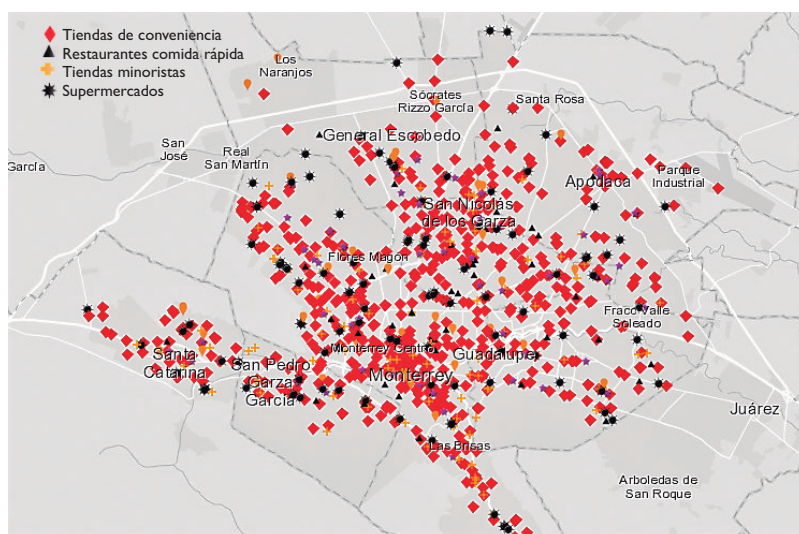 Tiendas de conveniencia
Restaurantes comida rápida
Tiendas minoristas
Supermercados
Los
Naranjos
Sócrates
Rizzo García
Santa Rosa
General Escobedo
San
José
Real
San Martín
García
Parque
Industrial
Apodaca
San Nicolás
de los Garza
Flores Magón
Fraco Valle
Soleado
Monterrey Centro
Guadalupe
Santa
Catarina
San Pedro
Garza
García
Monterrey
Juárez
Las Brisas
Arboledas de
San Roque